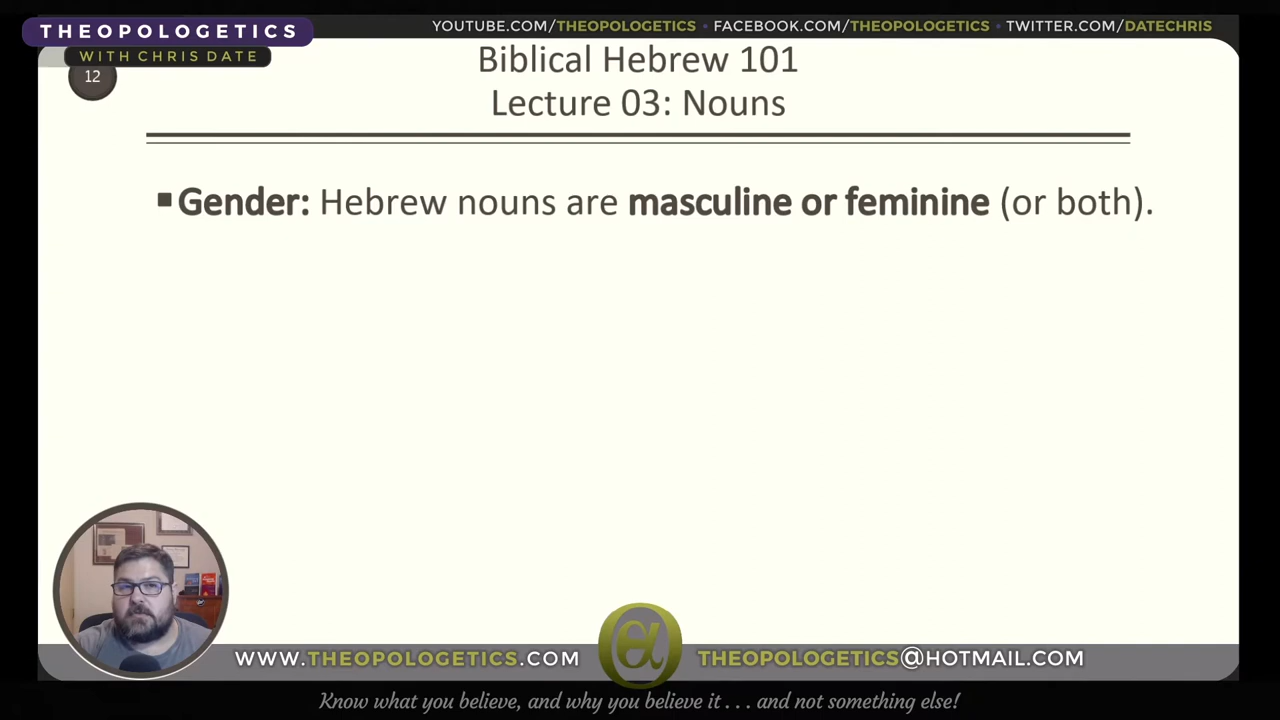 THEOPOLOGETICS
WITH CHRIS DATE
YOUTUBE.COM/THEOPOLOGETICS • FACEBOOK.COM/THEOPOLOGETICS • TWITTER.COM/DATECHRIS
12
Biblical Hebrew 101
Lecture 03: Nouns
▪Gender: Hebrew nouns are masculine or feminine (or both).
WWW.THEOPOLOGETICS.COM
THEOPOLOGETICS@HOTMAIL.COM
Know what you believe, and why you believe it . . . and not something else!